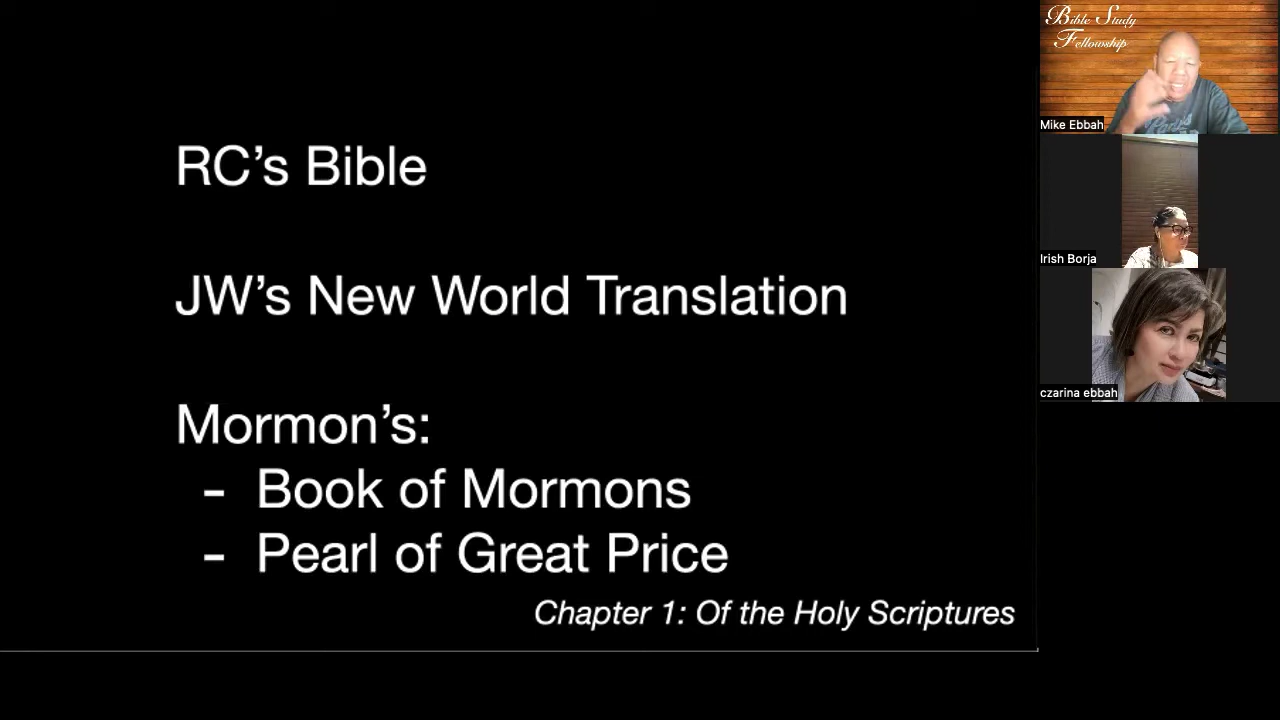 RC's Bible
JW's New World Translation
Mormon's:
- Book of Mormons
- Pearl of Great Price
Chapter 1: Of the Holy Scriptures
Bible Study
Fellowship
Mike Ebbah
Irish Borja
czarina ebbah